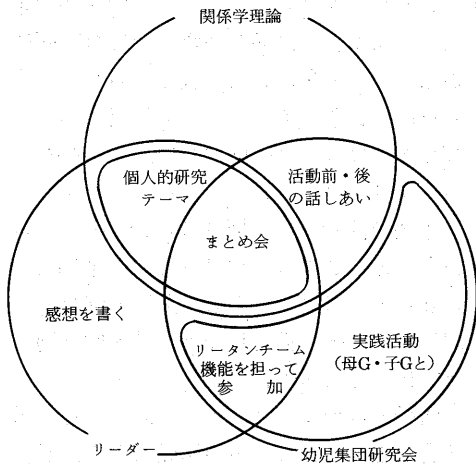 関係学理論
個人的研究
テーマ
活動前・後
の話しあい
まとめ会
感想を書く
リータンチーム
機能を担って
参　加
実践活動
(母G・子Gと)
リーダー
幼児集団研究会